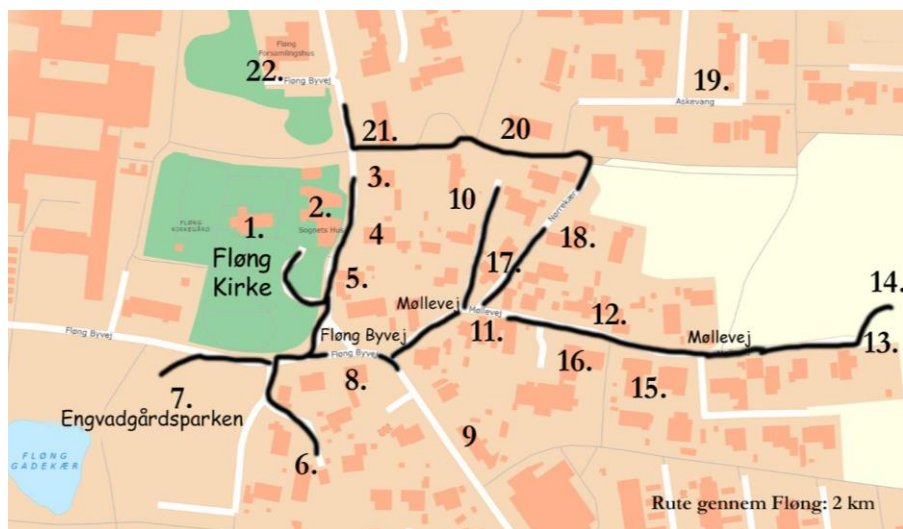 Fløng
Forsamlingshus
22.
Fløng Byvej
19.
Askevang
21.
20
3.
10
2.
1.
FLØNG
KIRKEGÅRD
Sognets Hus
4
Nørrekær
18.
Fløng
Kirke
5.
17.
14.
Møllevej
Møllevej
12.
11.
Fløng Byvej
Fløng Byvej
Møllevej
13.
Fløng Byvej
8.
16.
15.
7.
Engvadgårdsparken
9
FLØNG
GADEKÆR
6.
Rute gennem Fløng: 2 km